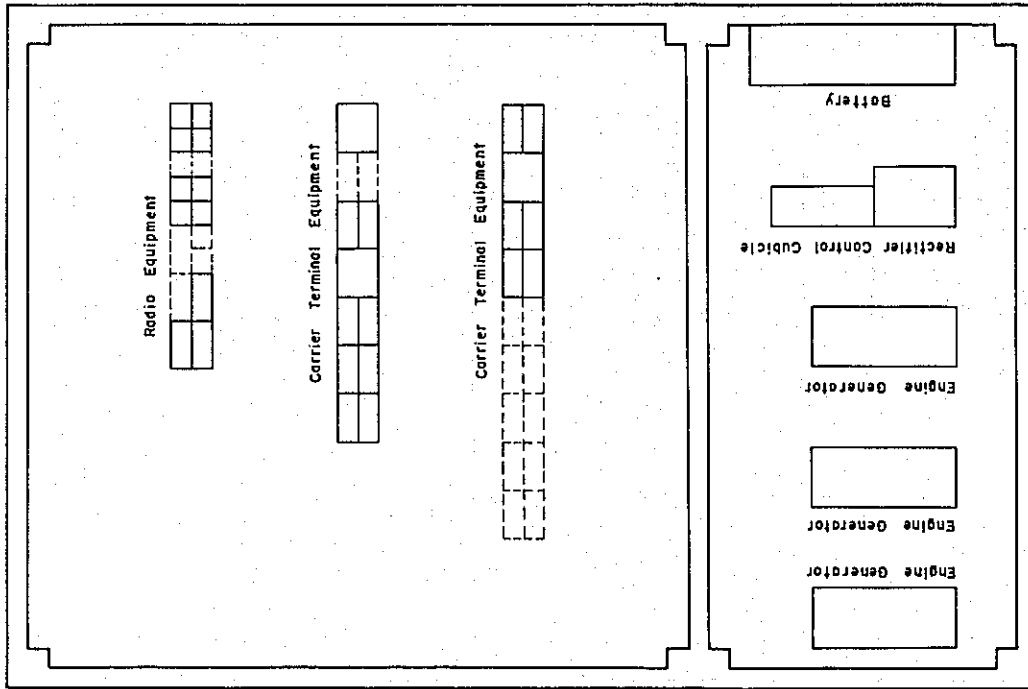 Radio Equipment
Carrier Terminal Equipment
Carrier Terminal Equipment
Battery
Rectifier Control Cubicle
Engine Generator
Engine Generator
Engine Generator